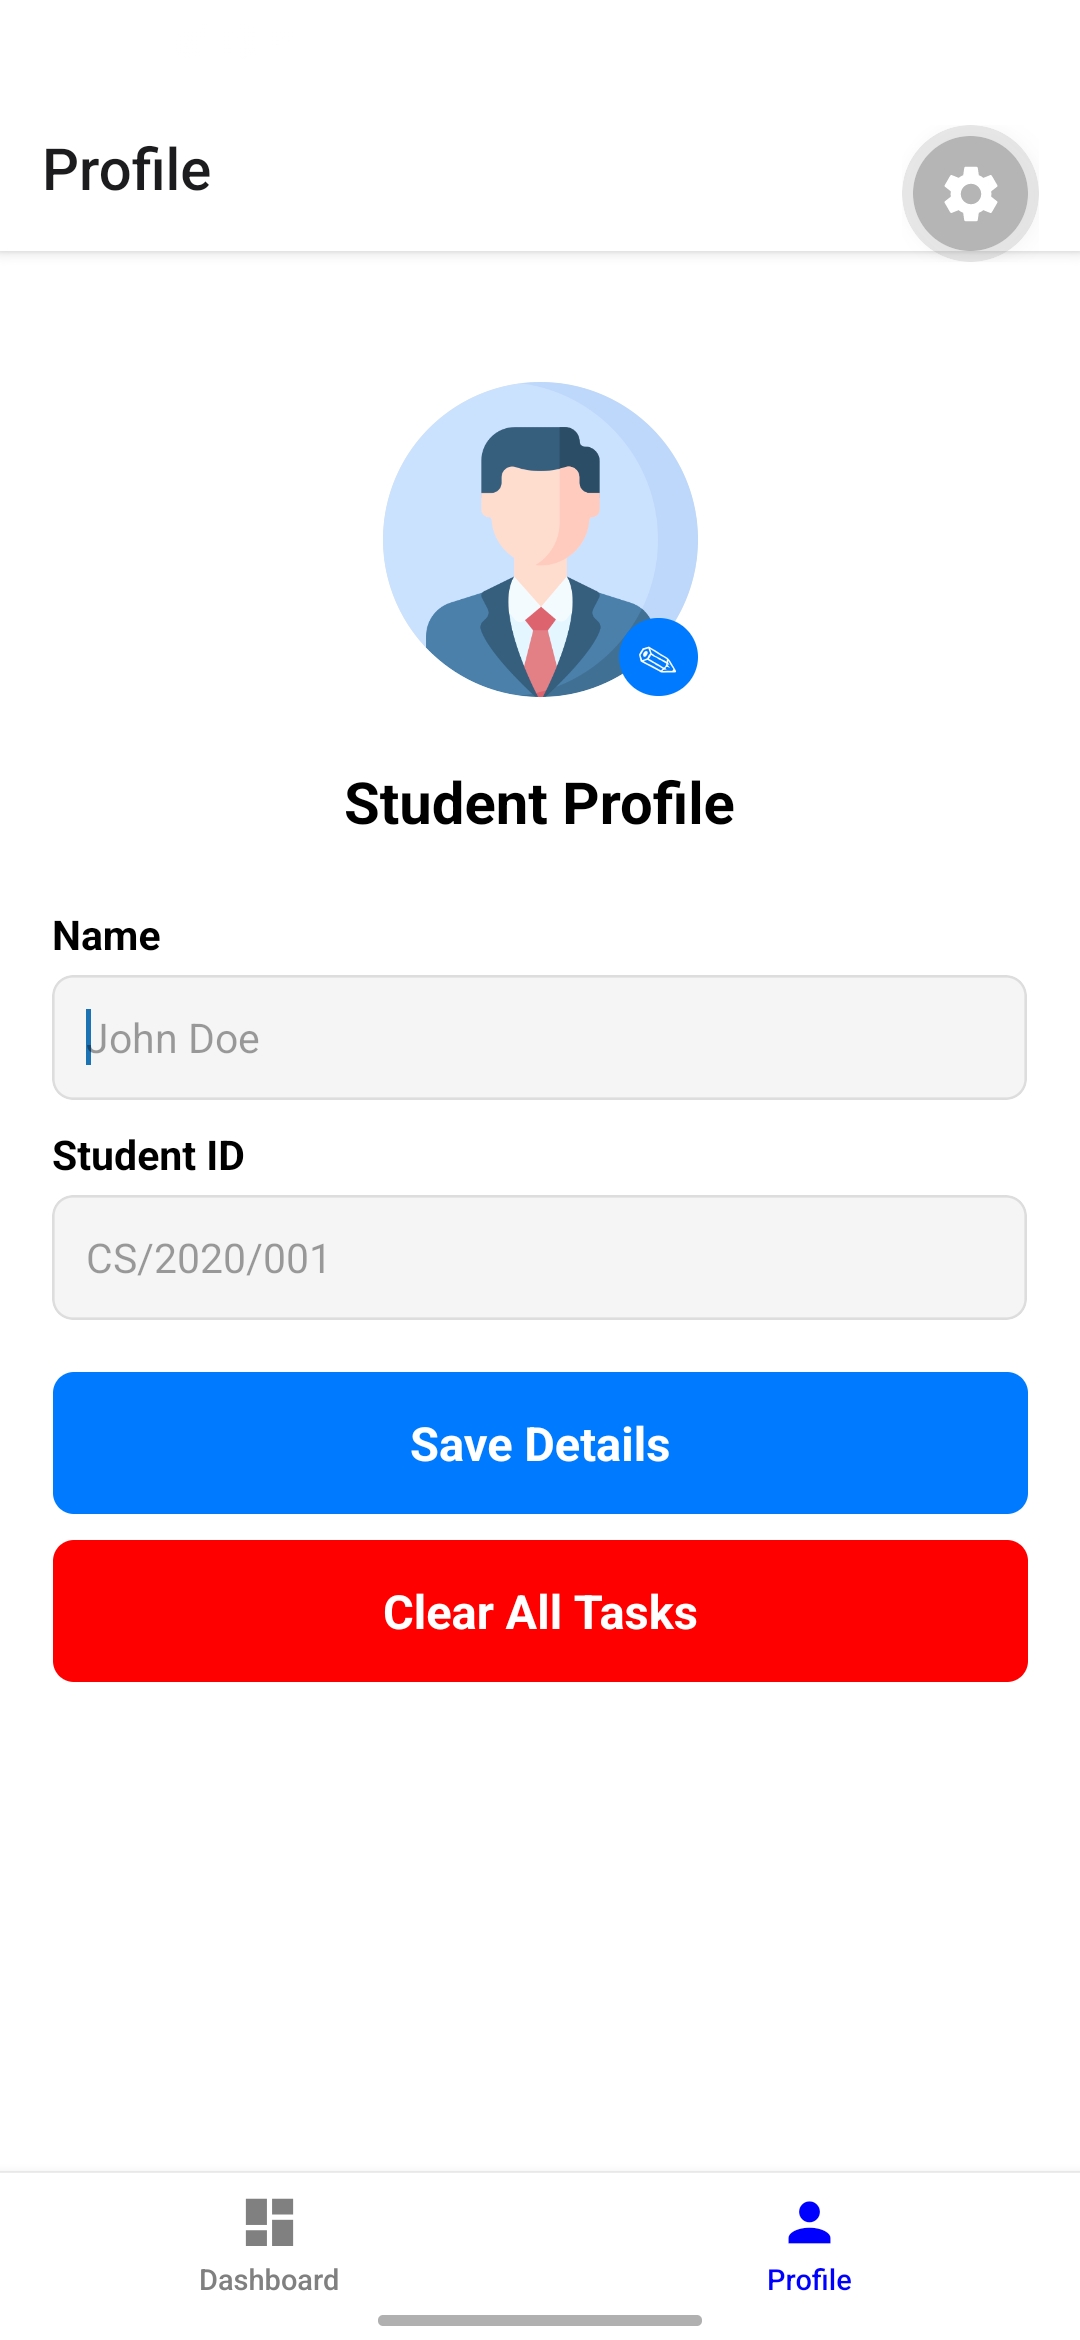 Profile
Student Profile
Name
John Doe
Student ID
CS/2020/001
Save Details
Clear All Tasks
Dashboard
Profile